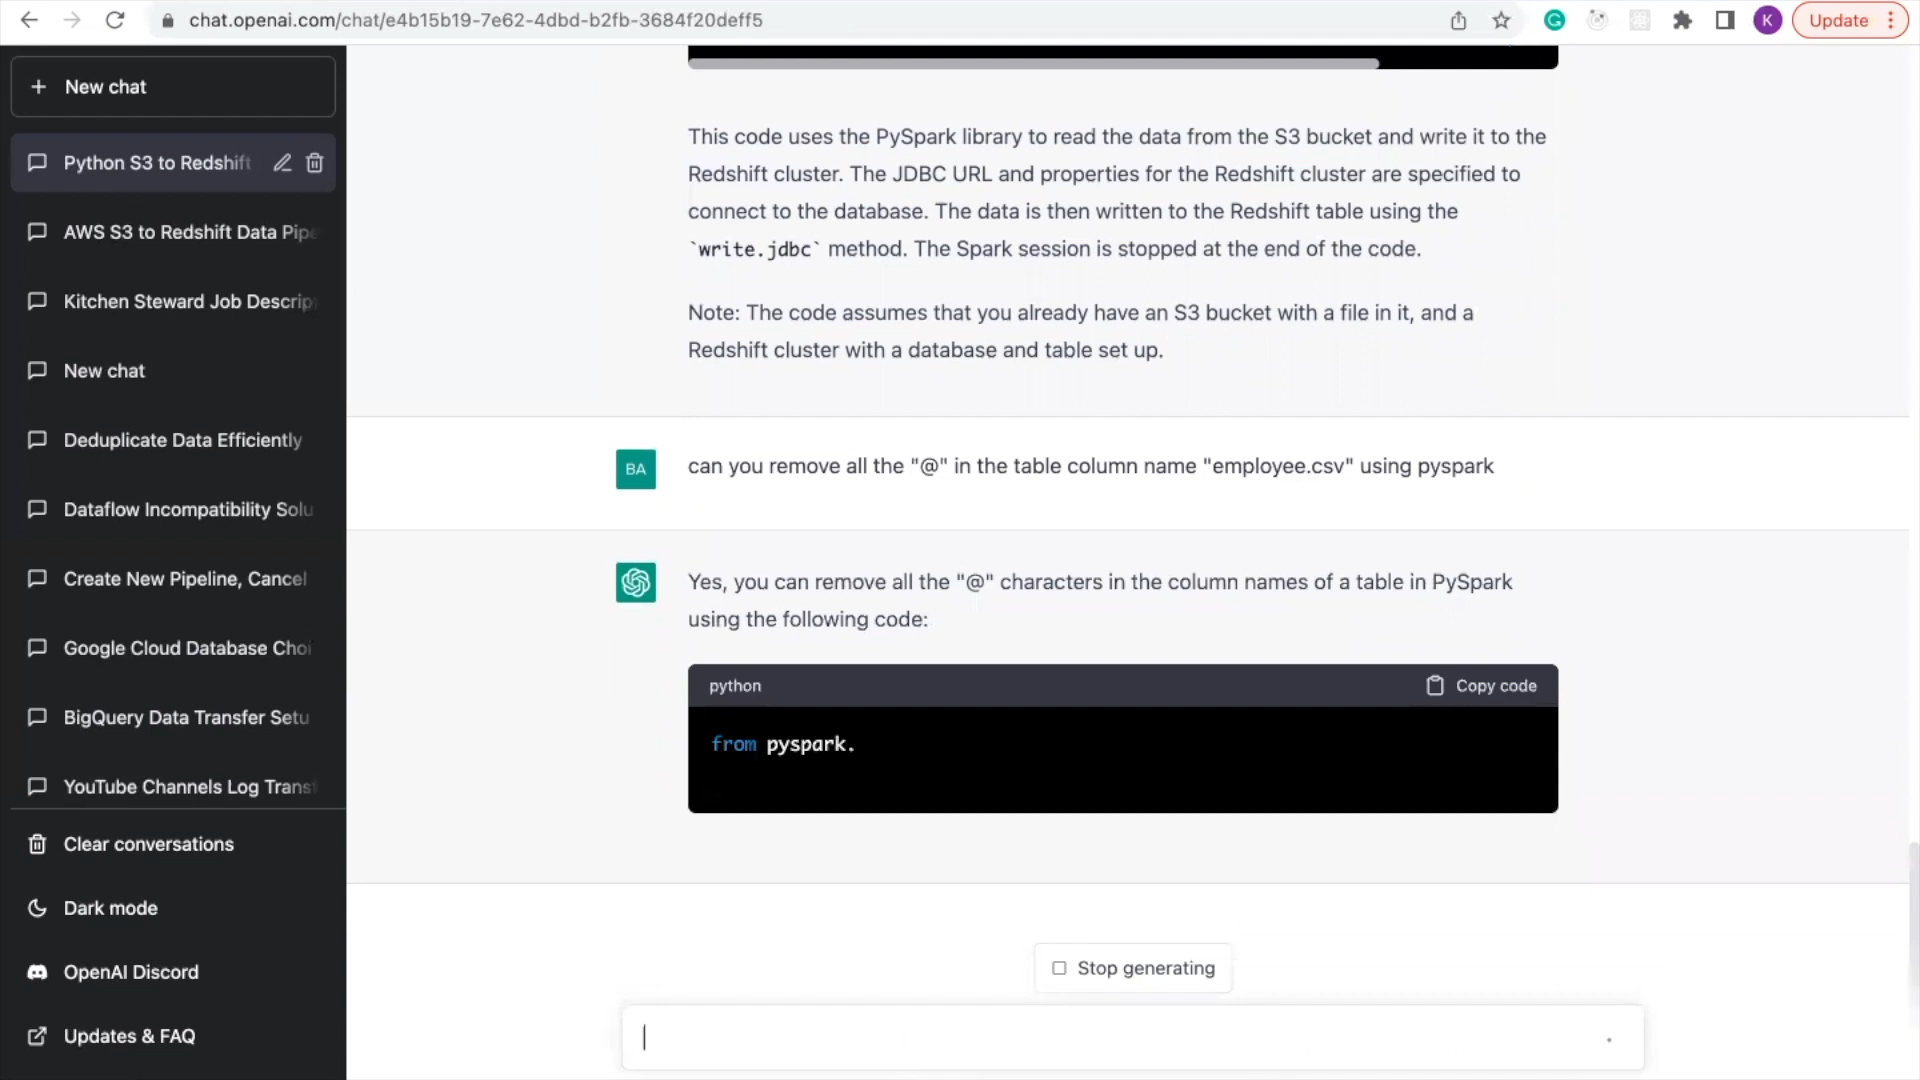 chat.openai.com/chat/e4b15b19-7e62-4dbd-b2fb-3684f20deff5
K
Update
New chat
Python S3 to Redshift
AWS S3 to Redshift Data Pipe
Kitchen Steward Job Descrip
New chat
Deduplicate Data Efficiently
Dataflow Incompatibility Solu
Create New Pipeline, Cancel
Google Cloud Database Choi
BigQuery Data Transfer Setu
YouTube Channels Log Trans
Clear conversations
Dark mode
OpenAI Discord
Updates & FAQ
This code uses the PySpark library to read the data from the S3 bucket and write it to the
Redshift cluster. The JDBC URL and properties for the Redshift cluster are specified to
connect to the database. The data is then written to the Redshift table using the
`write.jdbc` method. The Spark session is stopped at the end of the code.
Note: The code assumes that you already have an S3 bucket with a file in it, and a
Redshift cluster with a database and table set up.
BA
can you remove all the "@" in the table column name "employee.csv" using pyspark
Yes, you can remove all the "@" characters in the column names of a table in PySpark
using the following code:
python
Copy code
from pyspark.
Stop generating